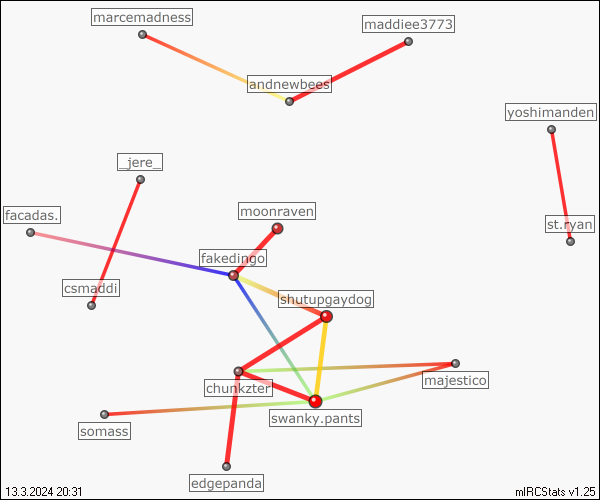 marcemadness
maddiee3773
andnewbees
yoshimanden
_jere_
facadas.
moonraven
st.ryan
fakedingo
csmaddi
shutupgaydog
chunkzter
majestico
swanky.pants
somass
edgepanda
13.3.2024 20:31
mIRCStats v1.25